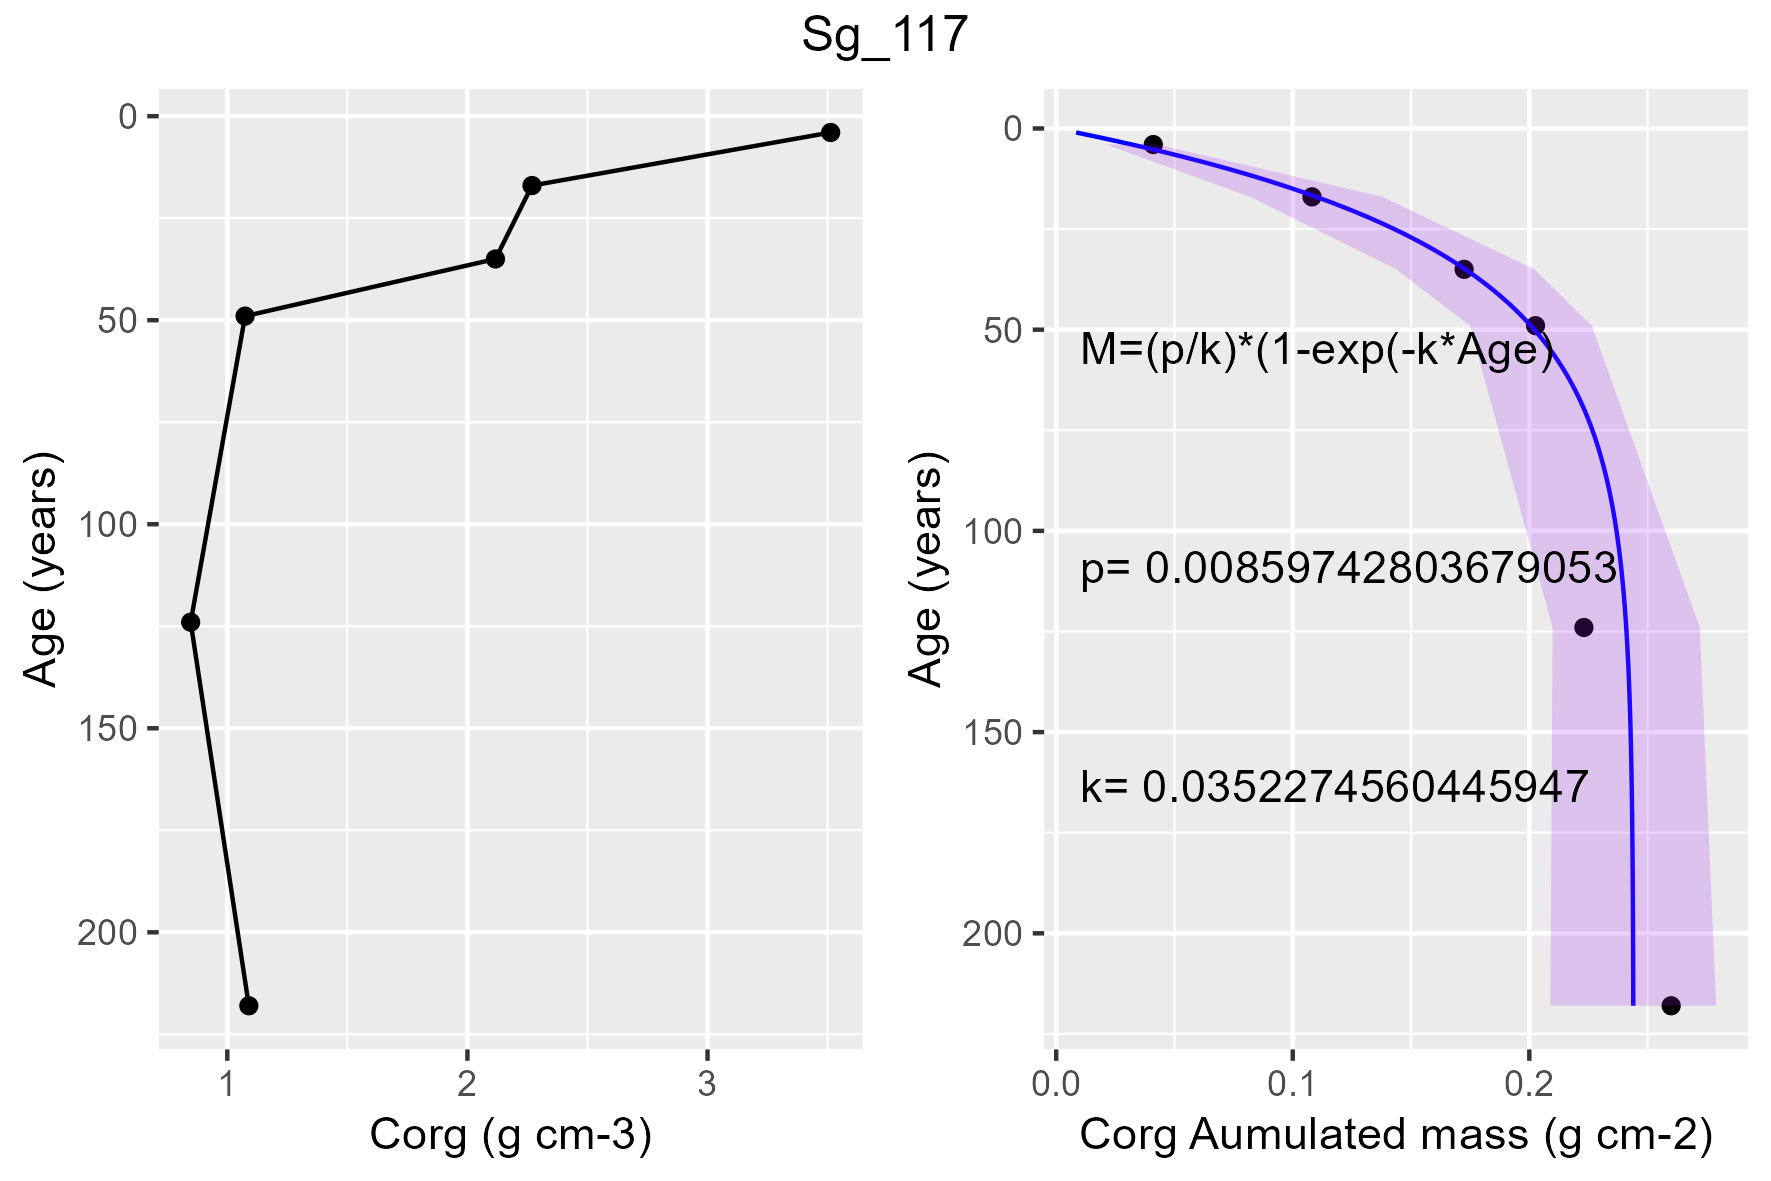 Sg_117
0
50
100
150
200
Age (years)
1
2
3
Corg (g cm-3)
0
50
100
150
200
Age (years)
M=(p/k)*(1-exp(-k*Age)
p= 0.00859742803679053
k= 0.0352274560445947
0.0
0.1
0.2
Corg Aumulated mass (g cm-2)